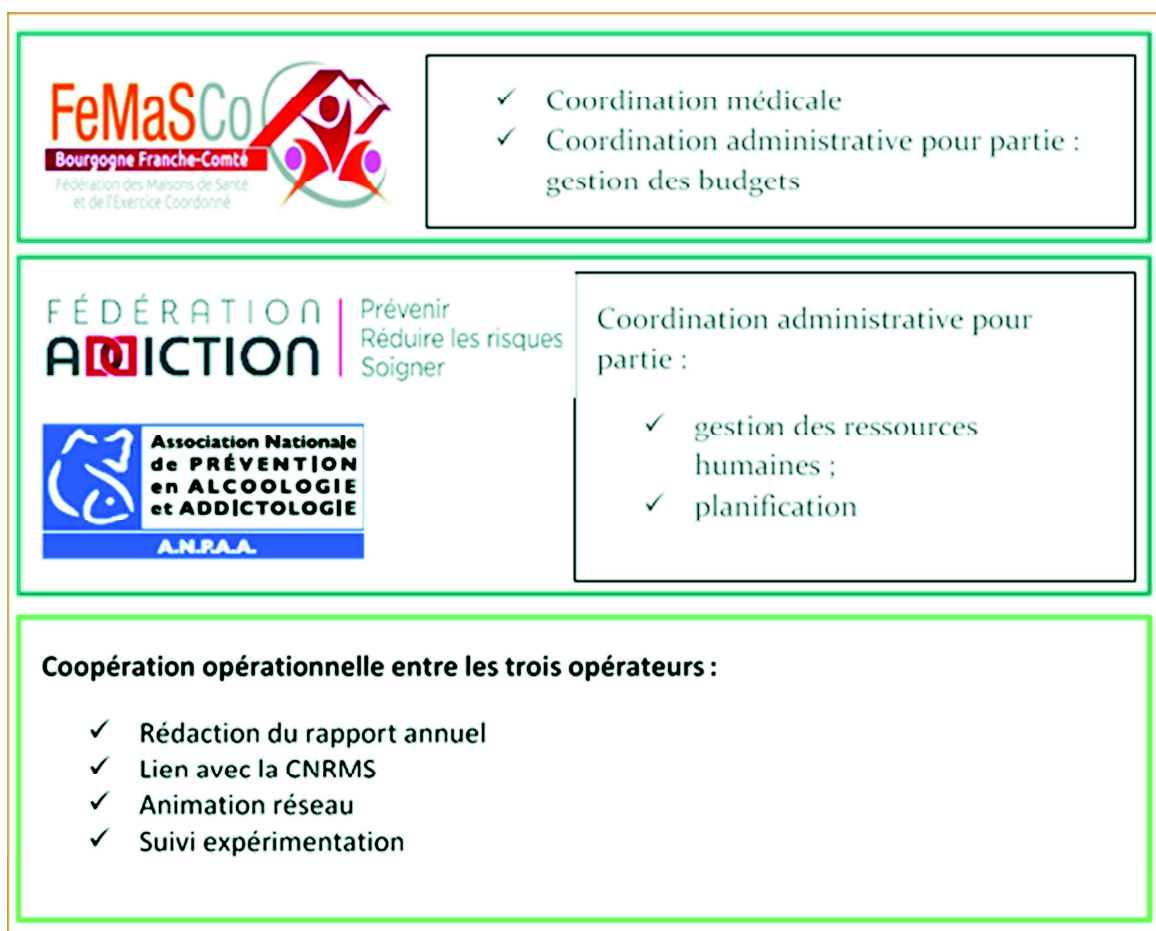 FeMaSCo
Bourgogne Franche-Comté
Fédération des Maisons de Santé
et de l'Exercice Coordonné
✓ Coordination médicale
✓ Coordination administrative pour partie :
gestion des budgets
FÉDÉRATION
ADDICTION
Prévenir
Réduire les risques
Soigner
Association Nationale
de PRÉVENTION
en ALCOOLOGIE
et ADDICTOLOGIE
A.N.P.A.A.
Coordination administrative pour
partie :
✓ gestion des ressources
humaines ;
✓ planification
Coopération opérationnelle entre les trois opérateurs :
✓ Rédaction du rapport annuel
✓ Lien avec la CNRMS
✓ Animation réseau
✓ Suivi expérimentation